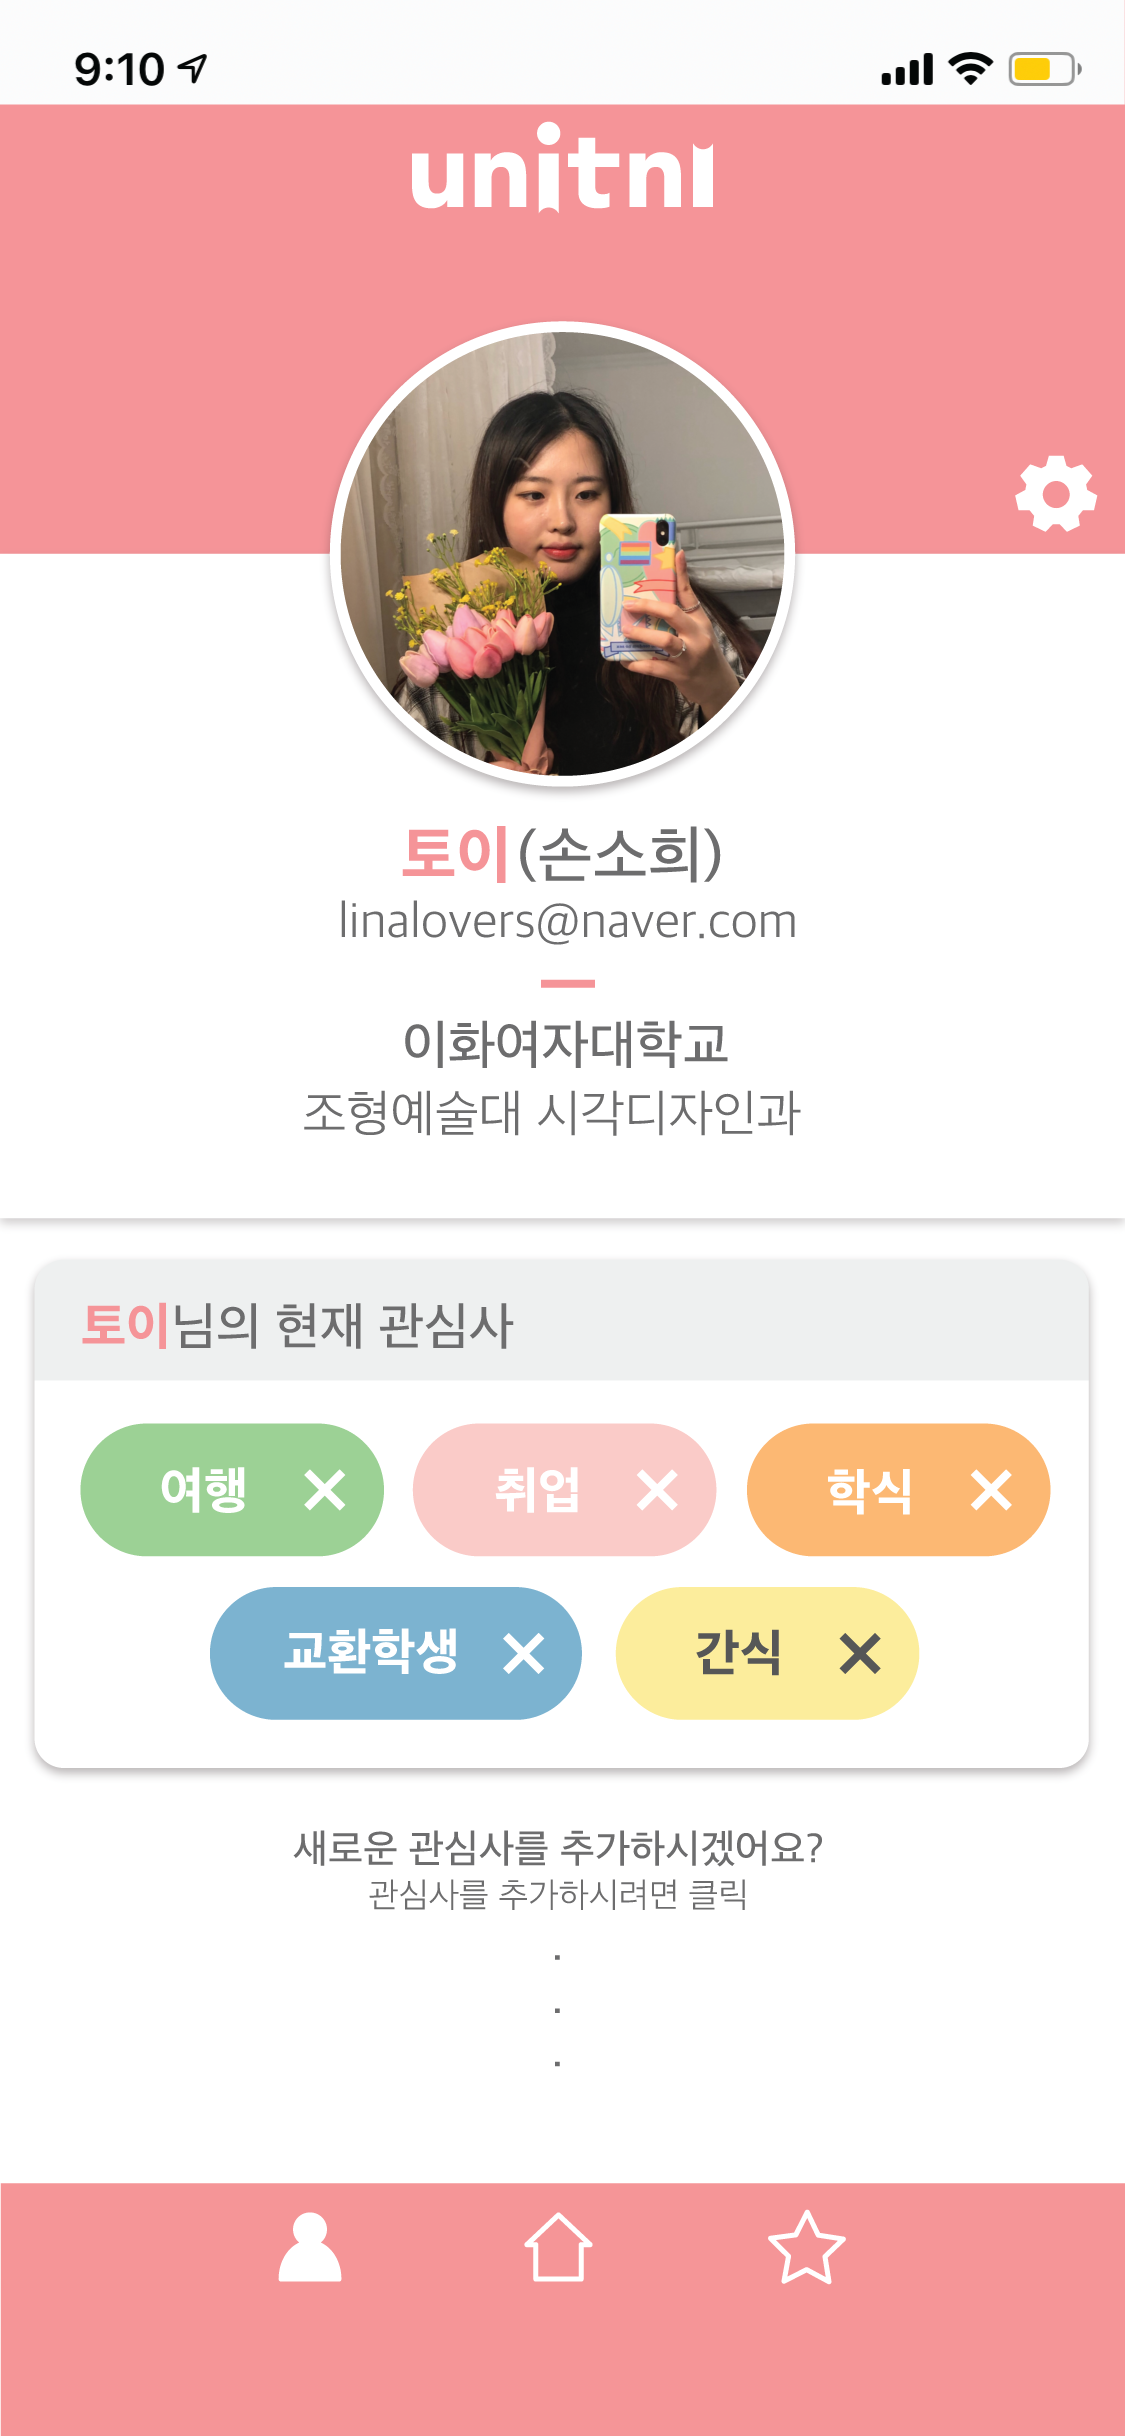 9:10
unitni
토이(손소희)
linalovers@naver.com
이화여자대학교
조형예술대 시각디자인과
토이님의 현재 관심사
여행 ✕ 취업 ✕ 학식 ✕
교환학생 ✕ 간식 ✕
새로운 관심사를 추가하시겠어요?
관심사를 추가하시려면 클릭
.
.
.